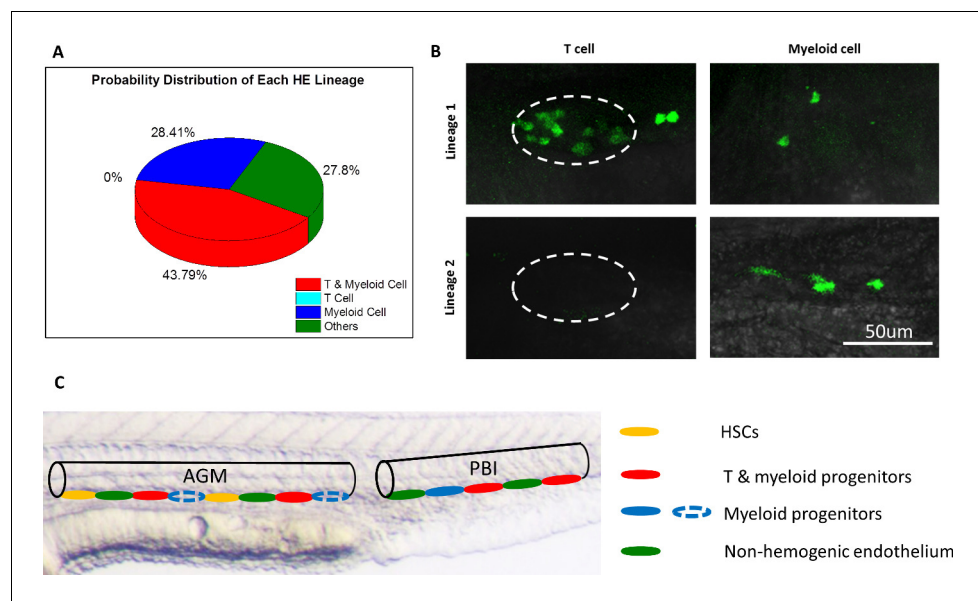 A
Probability Distribution of Each HE Lineage
28.41%
27.8%
0%
43.79%
T & Myeloid Cell
T Cell
Myeloid Cell
Others
B
T cell
Myeloid cell
Lineage 1
Lineage 2
50um
C
AGM
PBI
HSCs
T & myeloid progenitors
Myeloid progenitors
Non-hemogenic endothelium